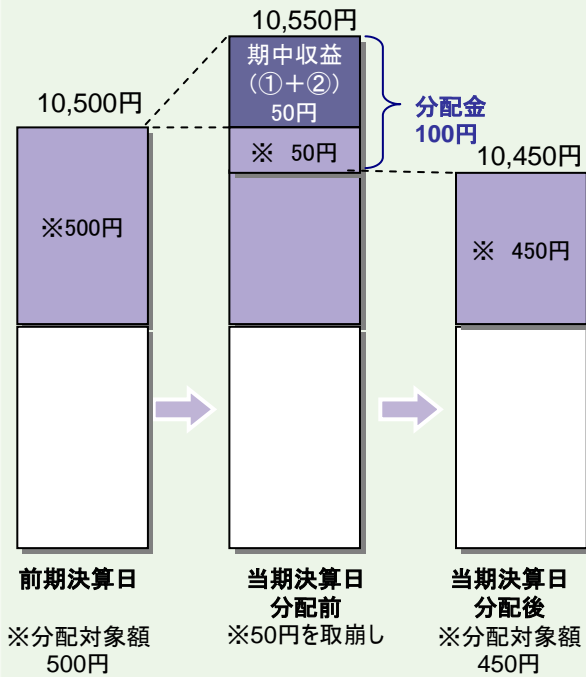 10,550円
期中収益
（①＋②）
50円
分配金
100円
10,500円
※ 50円
10,450円
※500円
※ 450円
前期決算日
当期決算日
分配前
当期決算日
分配後
※分配対象額
500円
※50円を取崩し
※分配対象額
450円